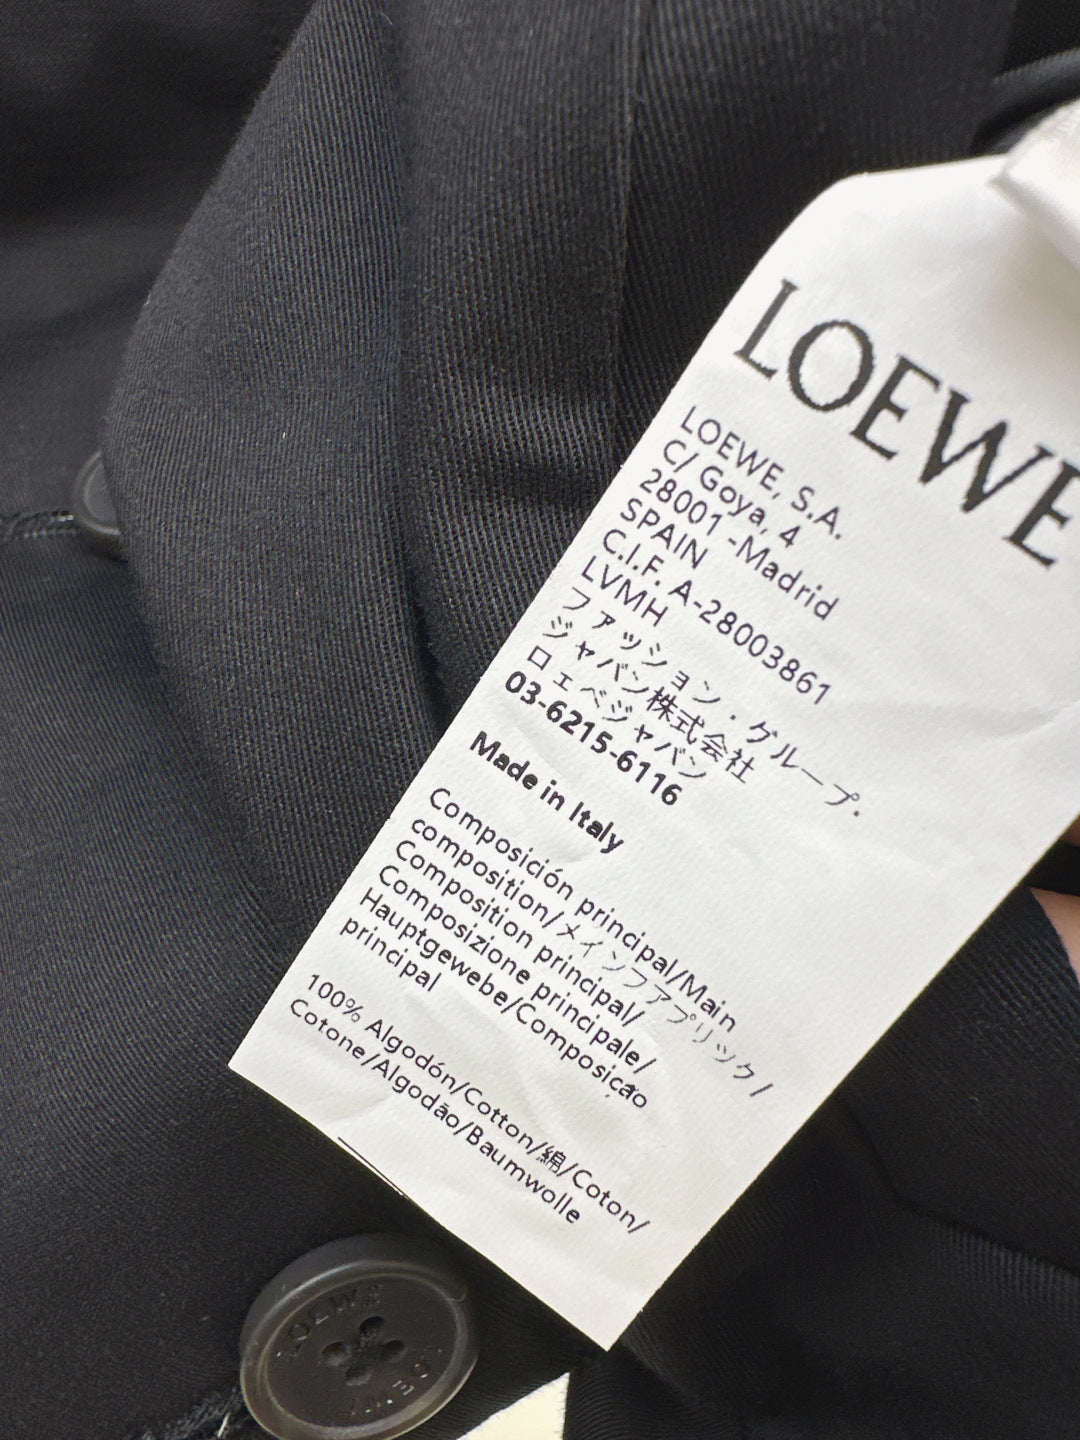 LOEWE
LOEWE, S.A.
C/ Goya, 4
28001 -Madrid
SPAIN
C.I.F. A-28003861
LVMH
ファッション・グループ.
ジャパン株式会社
ロエベジャパン
03-6215-6116
Made in Italy
Composición principal/Main
composition/メインファブリック/
Composition principal/
Composizione principale/
Hauptgewebe/Composição
principal
100% Algodón/Cotton/綿/Coton/
Cotone/Algodão/Baumwolle
LOEWE
LOEWE